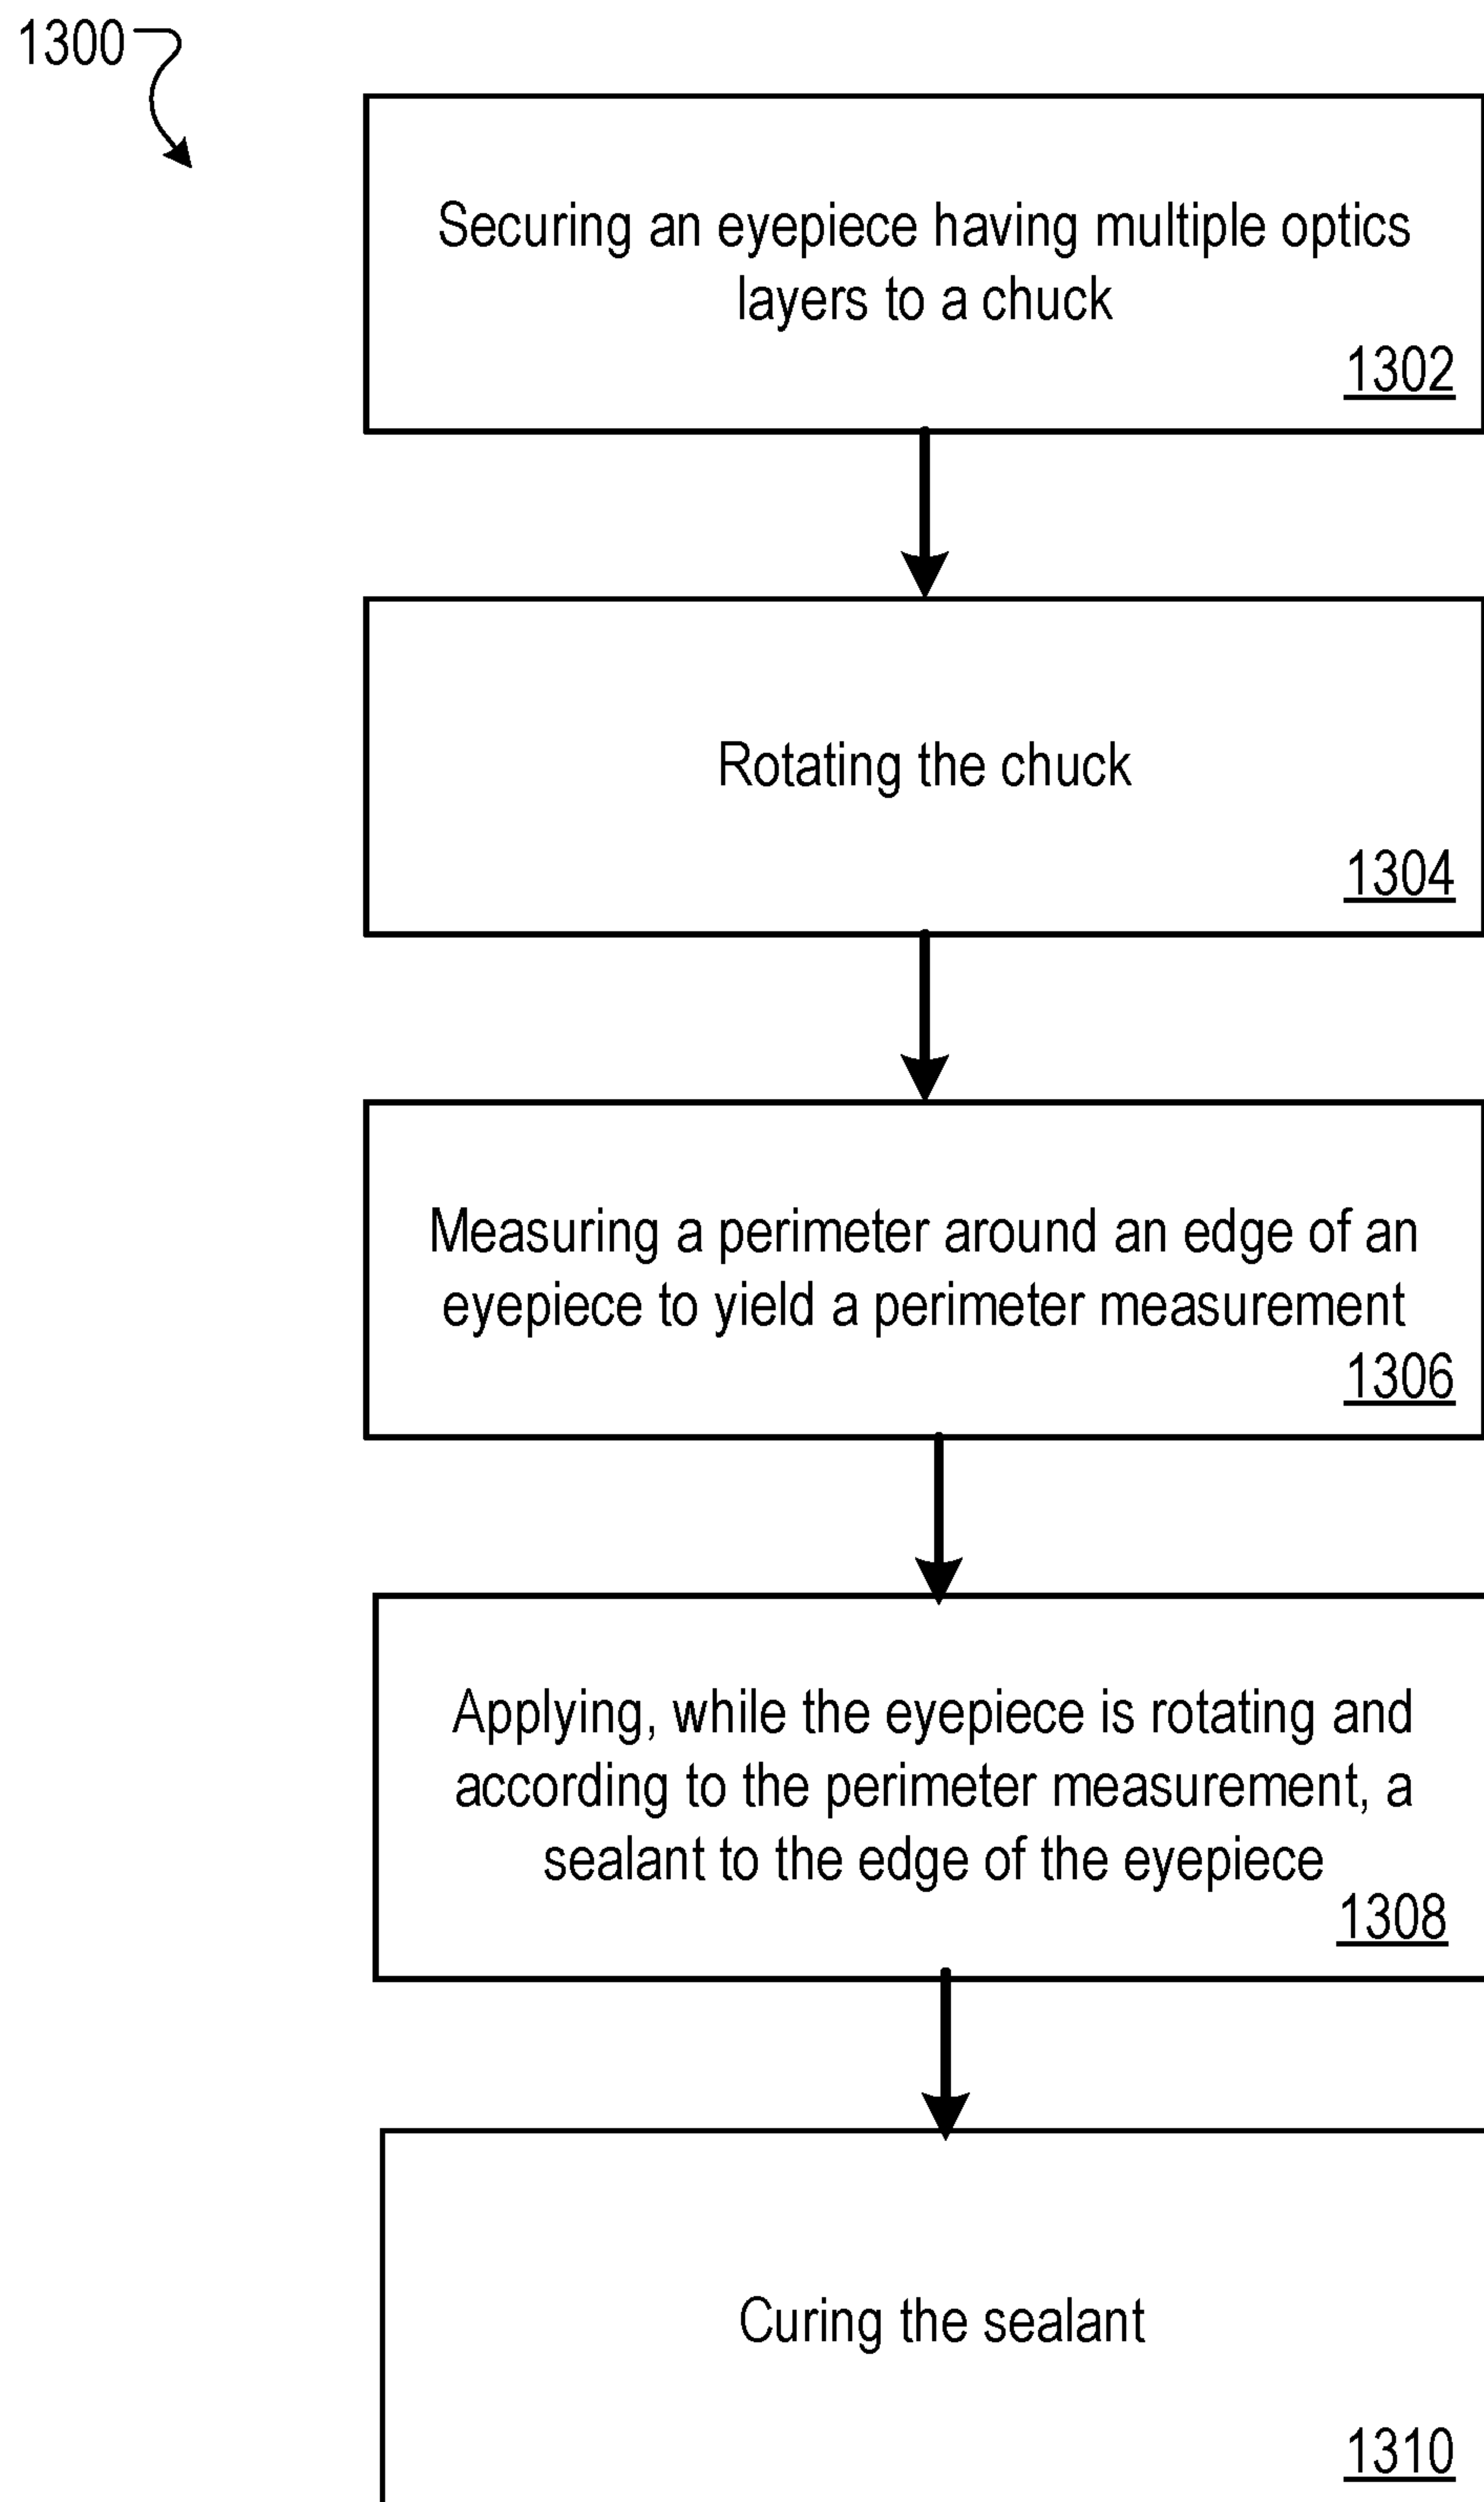 1300
Securing an eyepiece having multiple optics
layers to a chuck
1302
Rotating the chuck
1304
Measuring a perimeter around an edge of an
eyepiece to yield a perimeter measurement
1306
Applying, while the eyepiece is rotating and
according to the perimeter measurement, a
sealant to the edge of the eyepiece
1308
Curing the sealant
1310